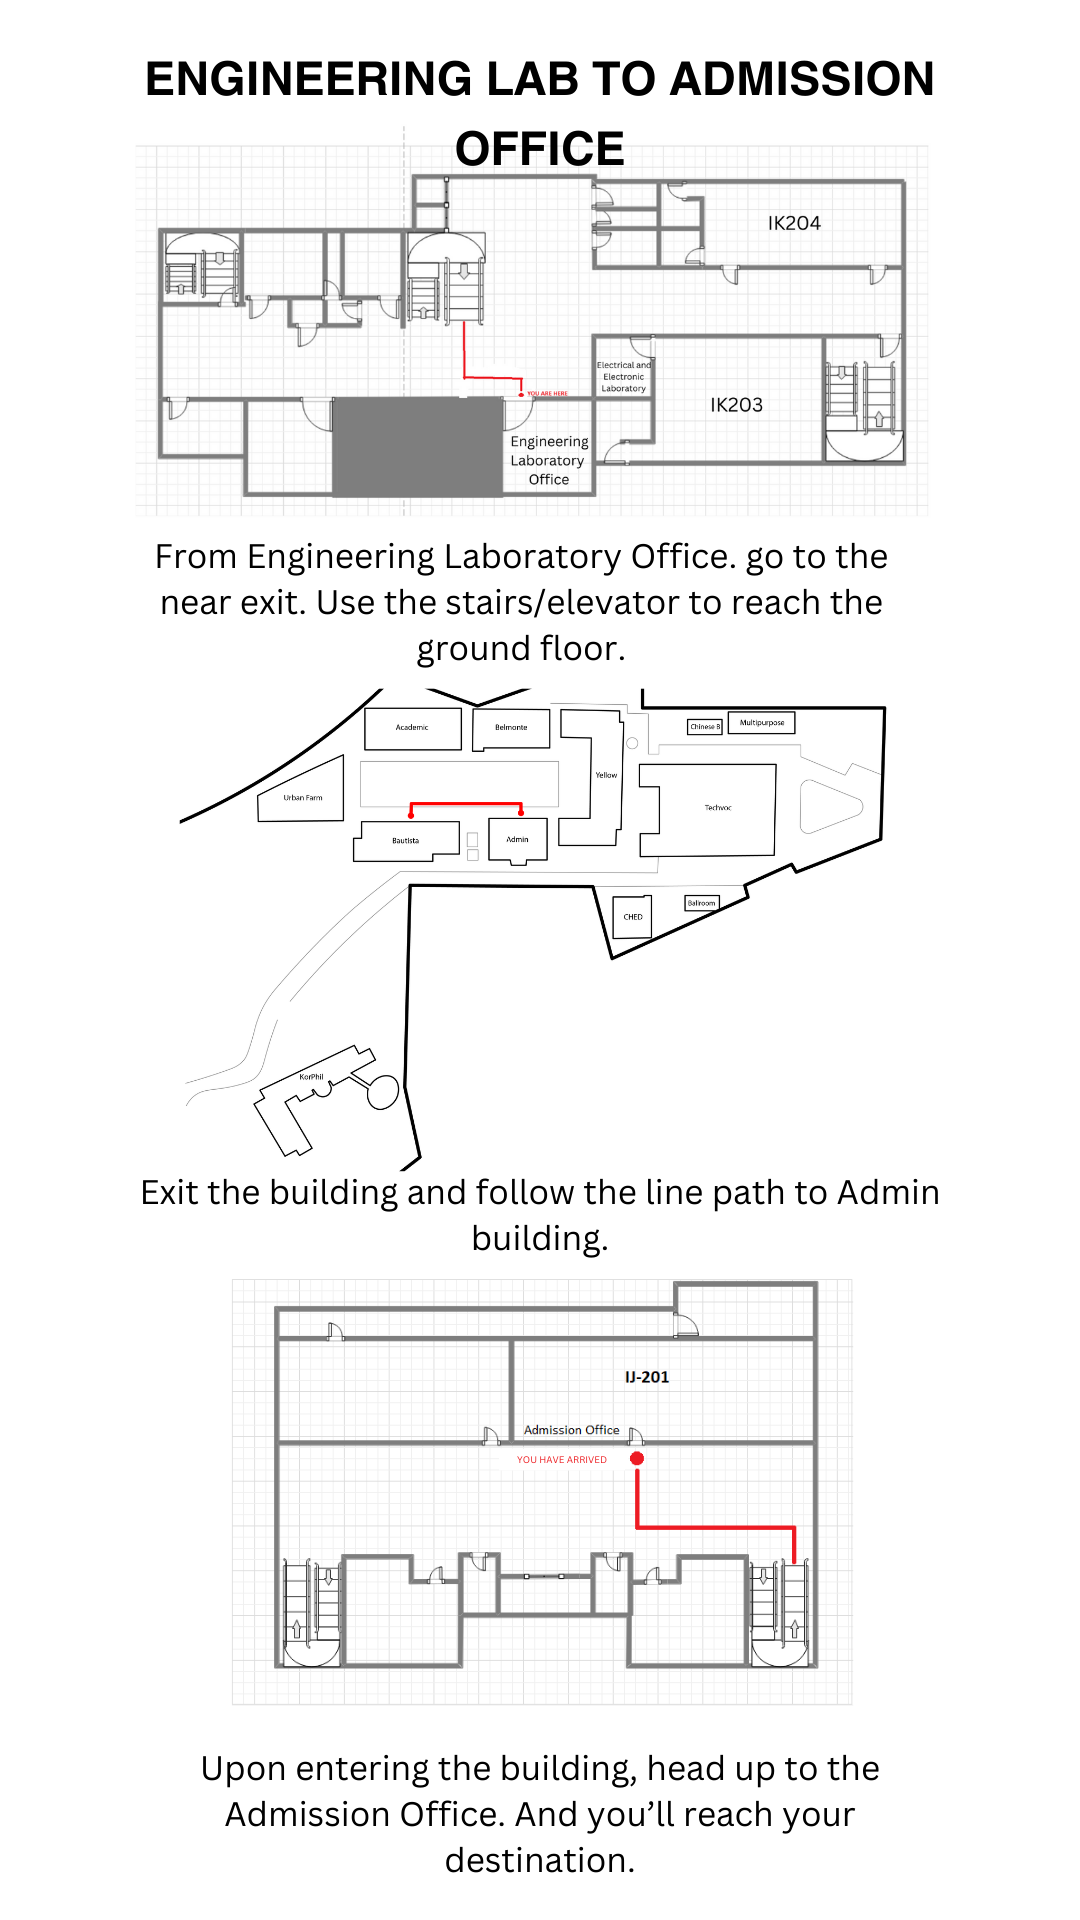 ENGINEERING LAB TO ADMISSION
OFFICE
IK204
Electrical and
Electronic
Laboratory
YOU ARE HERE
IK203
Engineering
Laboratory
Office
From Engineering Laboratory Office. go to the
near exit. Use the stairs/elevator to reach the
ground floor.
Academic
Belmonte
Chinese B
Multipurpose
Yellow
Urban Farm
Techvoc
Bautista
Admin
CHED
Ballroom
KorPhil
Exit the building and follow the line path to Admin
building.
IJ-201
Admission Office
YOU HAVE ARRIVED
Upon entering the building, head up to the
Admission Office. And you’ll reach your
destination.